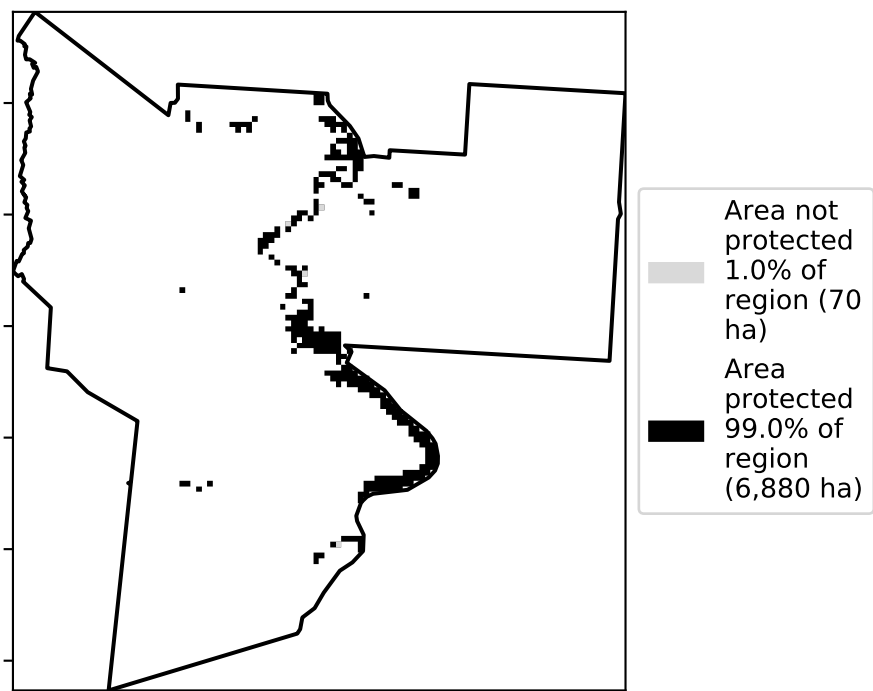 Area not
protected
1.0% of
region (70
ha)
Area
protected
99.0% of
region
(6,880 ha)